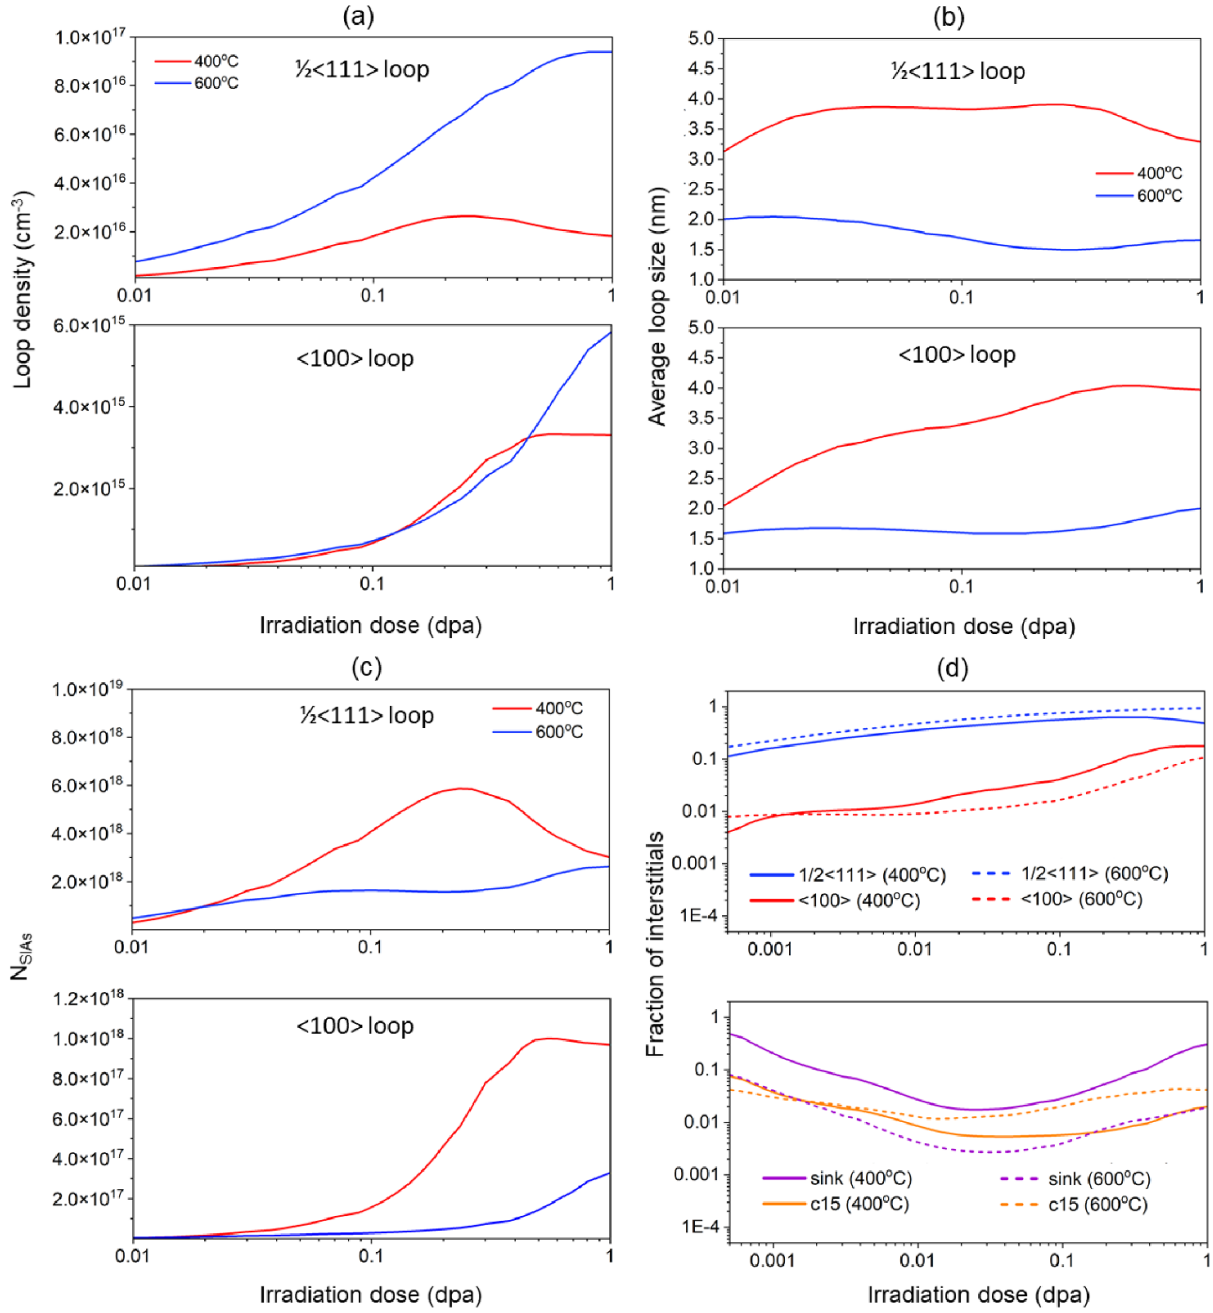 (a)
Loop density (cm⁻³)
1.0×10¹⁷
8.0×10¹⁶
6.0×10¹⁶
4.0×10¹⁶
2.0×10¹⁶
400°C
600°C
½<111> loop
0.01
0.1
1
6.0×10¹⁵
4.0×10¹⁵
2.0×10¹⁵
<100> loop
0.01
0.1
1
Irradiation dose (dpa)
(b)
Average loop size (nm)
5.0
4.5
4.0
3.5
3.0
2.5
2.0
1.5
1.0
½<111> loop
400°C
600°C
0.01
0.1
1
5.0
4.5
4.0
3.5
3.0
2.5
2.0
1.5
1.0
<100> loop
0.01
0.1
1
Irradiation dose (dpa)
(c)
N_SIAs
1.0×10¹⁹
8.0×10¹⁸
6.0×10¹⁸
4.0×10¹⁸
2.0×10¹⁸
½<111> loop
400°C
600°C
0.01
0.1
1
1.2×10¹⁸
1.0×10¹⁸
8.0×10¹⁷
6.0×10¹⁷
4.0×10¹⁷
2.0×10¹⁷
<100> loop
0.01
0.1
1
Irradiation dose (dpa)
(d)
Fraction of interstitials
1
0.1
0.01
0.001
1E-4
1/2<111> (400°C)
1/2<111> (600°C)
<100> (400°C)
<100> (600°C)
0.001
0.01
0.1
1
1
0.1
0.01
0.001
1E-4
sink (400°C)
sink (600°C)
c15 (400°C)
c15 (600°C)
0.001
0.01
0.1
1
Irradiation dose (dpa)